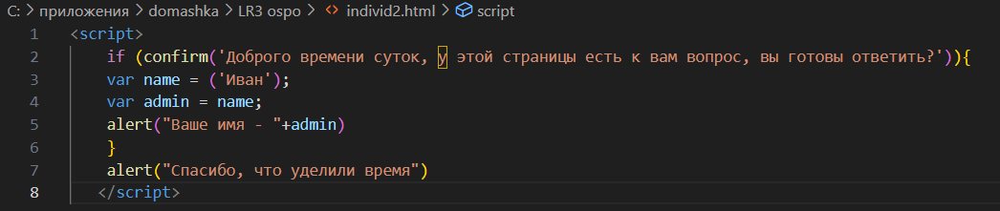 C: > приложения > domashka > LR3 ospo > <> individ2.html > script
1 <script>
2 if (confirm('Доброго времени суток, у этой страницы есть к вам вопрос, вы готовы ответить?')){
3 var name = ('Иван');
4 var admin = name;
5 alert("Ваше имя - "+admin)
6 }
7 alert("Спасибо, что уделили время")
8 </script>